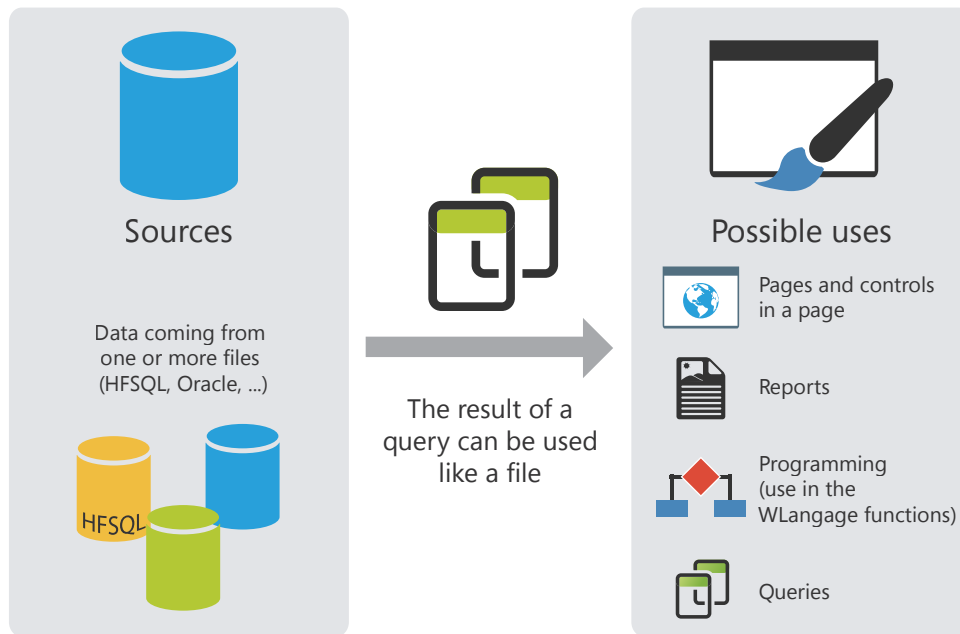 Sources
Data coming from
one or more files
(HFSQL, Oracle, ...)
HFSQL
The result of a
query can be used
like a file
Possible uses
Pages and controls
in a page
Reports
Programming
(use in the
WLangage functions)
Queries